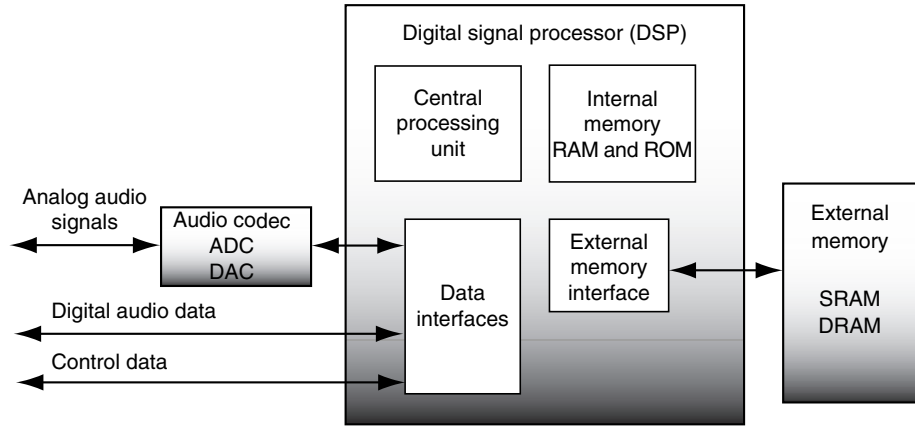 Digital signal processor (DSP)
Central
processing
unit
Internal
memory
RAM and ROM
Analog audio
signals
Audio codec
ADC
DAC
Digital audio data
Control data
Data
interfaces
External
memory
interface
External
memory
SRAM
DRAM